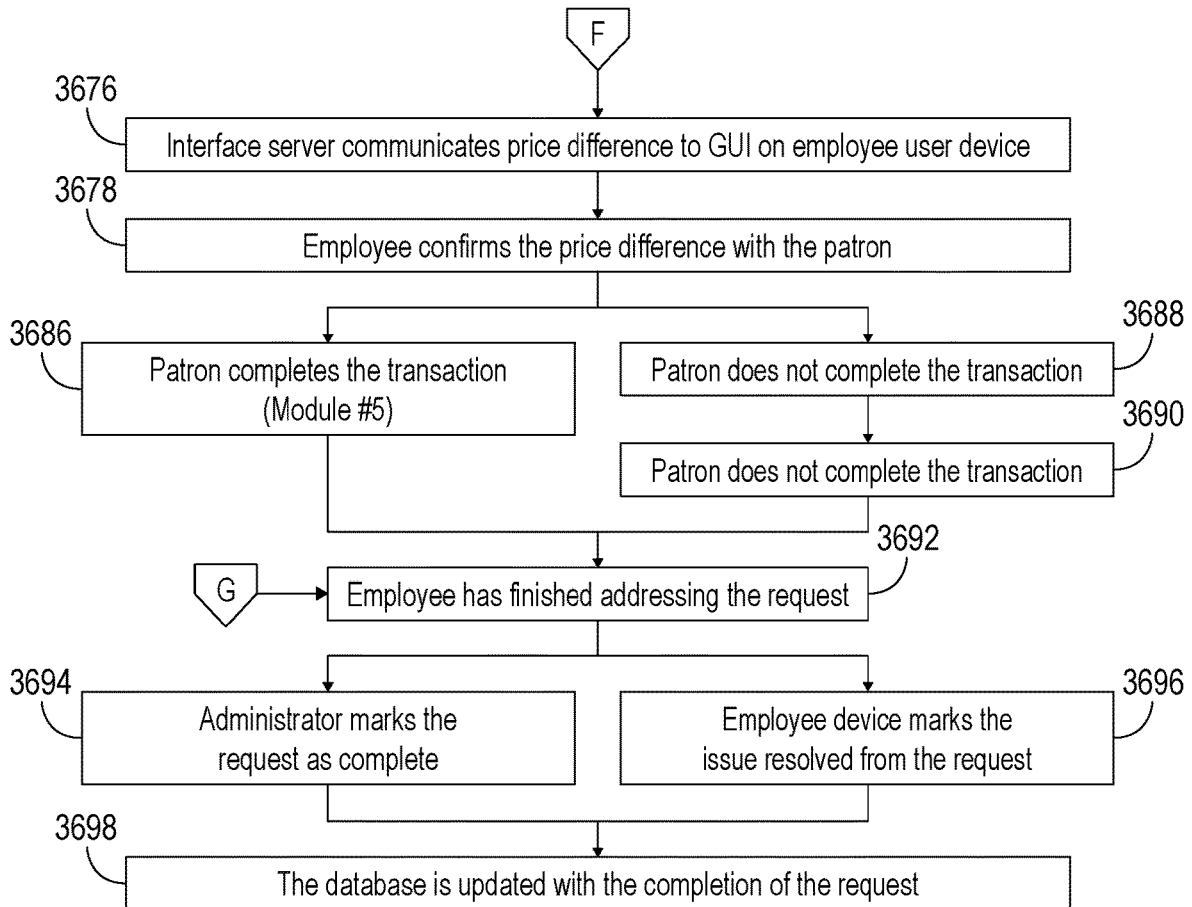 F
3676
Interface server communicates price difference to GUI on employee user device
3678
Employee confirms the price difference with the patron
3686
Patron completes the transaction
(Module #5)
3688
Patron does not complete the transaction
3690
Patron does not complete the transaction
3692
G
Employee has finished addressing the request
3694
Administrator marks the
request as complete
3696
Employee device marks the
issue resolved from the request
3698
The database is updated with the completion of the request